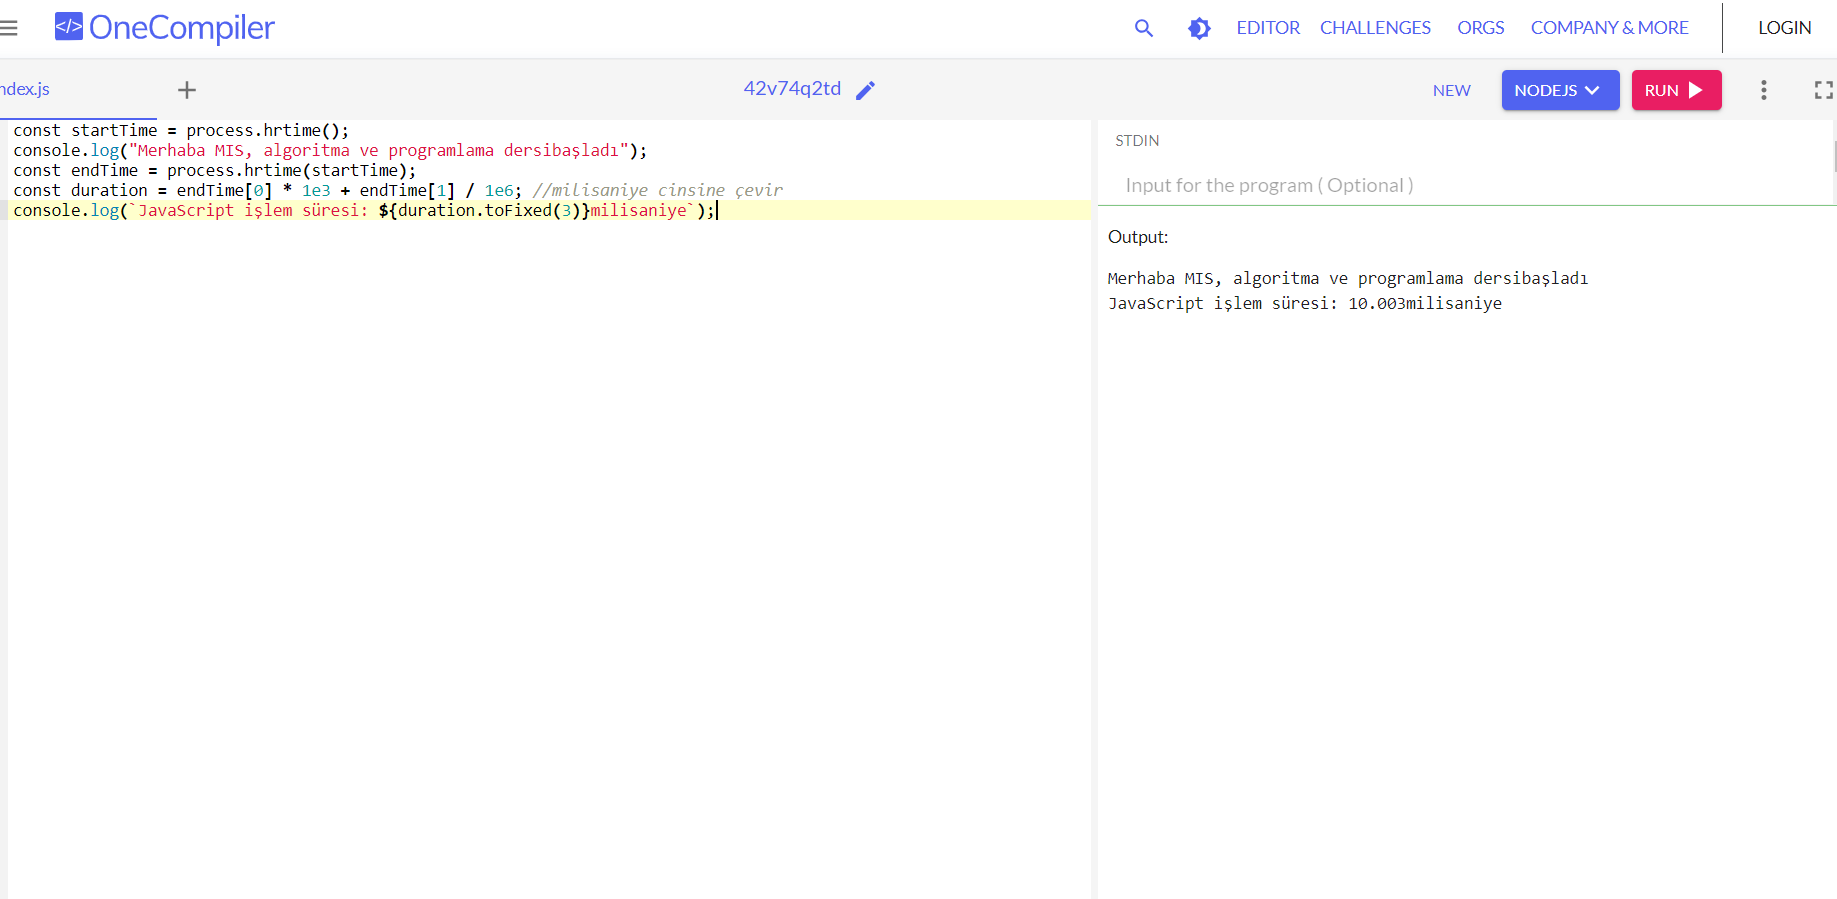 </> OneCompiler
EDITOR CHALLENGES ORGS COMPANY & MORE LOGIN
ndex.js + 42v74q2td NEW NODEJS RUN
const startTime = process.hrtime();
console.log("Merhaba MIS, algoritma ve programlama dersibaşladı");
const endTime = process.hrtime(startTime);
const duration = endTime[0] * 1e3 + endTime[1] / 1e6; //milisaniye cinsine çevir
console.log(`JavaScript işlem süresi: ${duration.toFixed(3)}milisaniye`);
STDIN
Input for the program ( Optional )
Output:
Merhaba MIS, algoritma ve programlama dersibaşladı
JavaScript işlem süresi: 10.003milisaniye